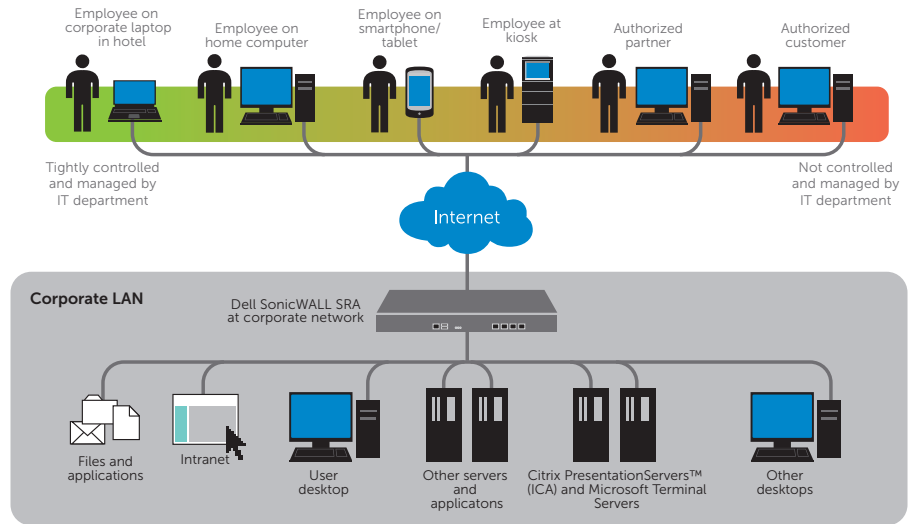 Employee on
corporate laptop
in hotel
Employee on
home computer
Employee on
smartphone/
tablet
Employee at
kiosk
Authorized
partner
Authorized
customer
Tightly controlled
and managed by
IT department
Not controlled
and managed by
IT department
Internet
Corporate LAN
Dell SonicWALL SRA
at corporate network
Files and
applications
Intranet
User
desktop
Other servers
and
applicatons
Citrix PresentationServers™
(ICA) and Microsoft Terminal
Servers
Other
desktops